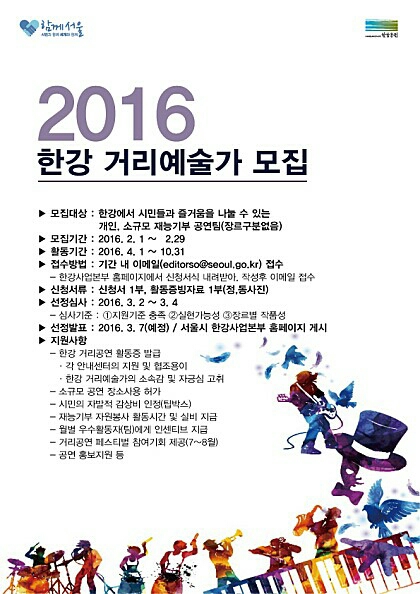 함께서울
한강공원
2016
한강 거리예술가 모집
▶ 모집대상 : 한강에서 시민들과 즐거움을 나눌 수 있는
개인, 소규모 재능기부 공연팀(장르구분없음)
▶ 모집기간 : 2016. 2. 1 ~ 2.29
▶ 활동기간 : 2016. 4. 1 ~ 10.31
▶ 접수방법 : 기간 내 이메일(editorso@seoul.go.kr) 접수
– 한강사업본부 홈페이지에서 신청서식 내려받아, 작성후 이메일 접수
▶ 신청서류 : 신청서 1부, 활동증빙자료 1부(정,동사진)
▶ 선정심사 : 2016. 3. 2 ~ 3. 4
– 심사기준 : ①지원기준 충족 ②실현가능성 ③장르별 작품성
▶ 선정발표 : 2016. 3. 7(예정) / 서울시 한강사업본부 홈페이지 게시
▶ 지원사항
– 한강 거리공연 활동증 발급
· 각 안내센터의 지원 및 협조용이
· 한강 거리예술가의 소속감 및 자긍심 고취
– 소규모 공연 장소사용 허가
– 시민의 자발적 감상비 인정(팁박스)
– 재능기부 자원봉사 활동시간 및 실비 지급
– 월별 우수활동자(팀)에게 인센티브 지급
– 거리공연 페스티벌 참여기회 제공(7~8월)
– 공연 홍보지원 등